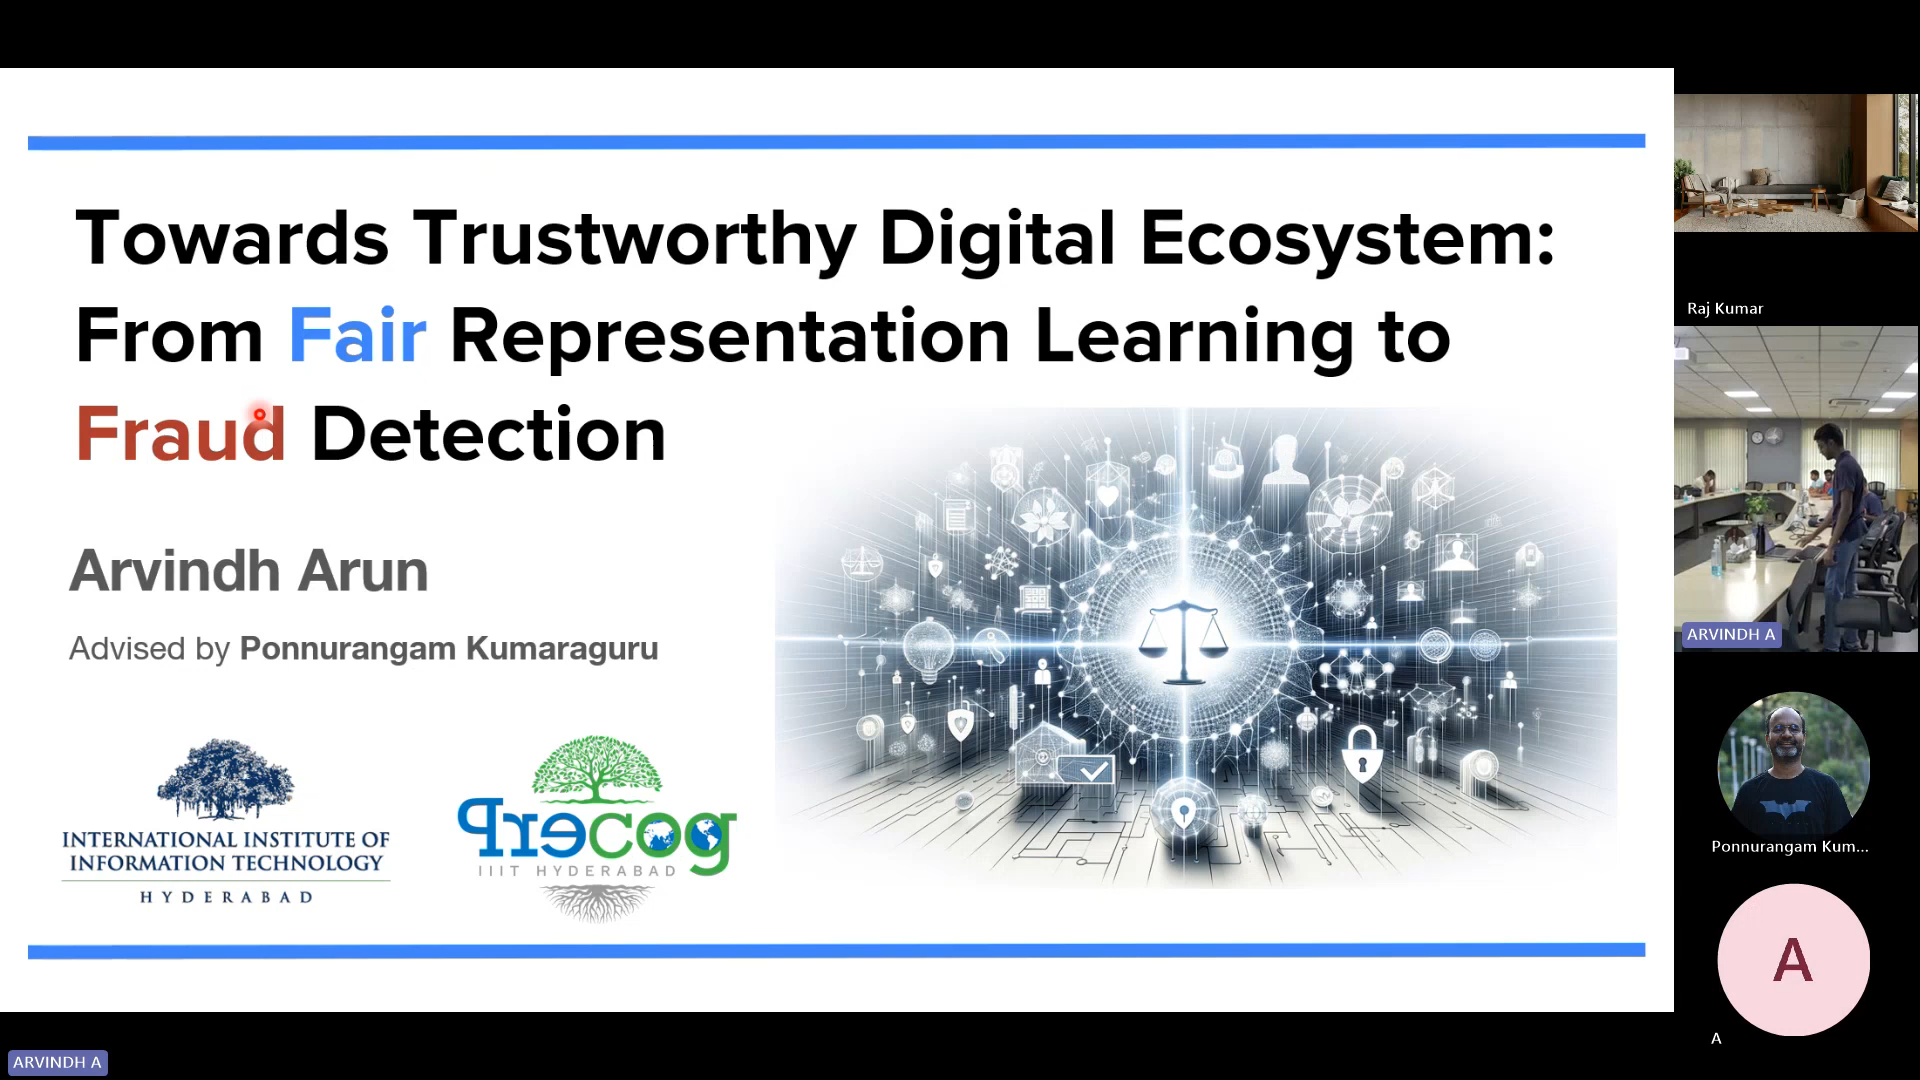 Towards Trustworthy Digital Ecosystem:
From Fair Representation Learning to
Fraud Detection
Arvindh Arun
Advised by Ponnurangam Kumaraguru
INTERNATIONAL INSTITUTE OF
INFORMATION TECHNOLOGY
HYDERABAD
Precog
IIIT HYDERABAD
Raj Kumar
ARVINDH A
Ponnurangam Kum...
A
A
ARVINDH A